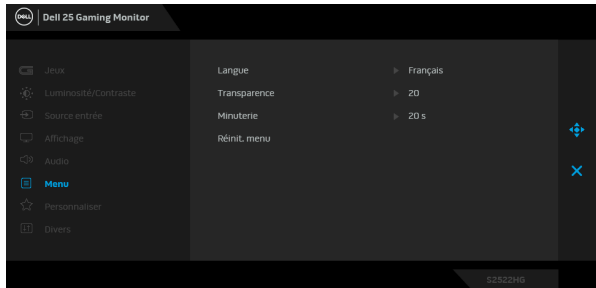 DELL Dell 25 Gaming Monitor
Jeux
Luminosité/Contraste
Source entrée
Affichage
Audio
Menu
Personnaliser
Divers
Langue Français
Transparence 20
Minuterie 20 s
Réinit. menu
S2522HG